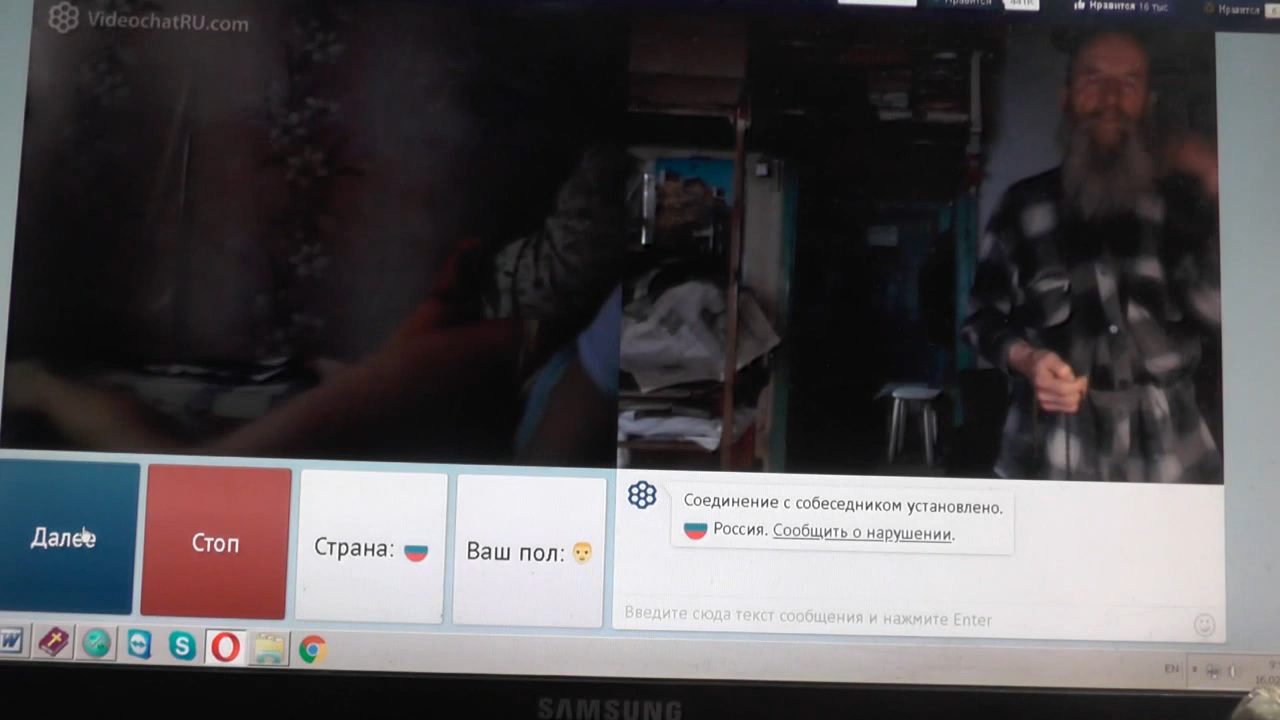 VideochatRU.com
Нравится 16 тыс.
Далее
Стоп
Страна:
Ваш пол:
Соединение с собеседником установлено.
Россия. Сообщить о нарушении.
Введите сюда текст сообщения и нажмите Enter
EN
SAMSUNG